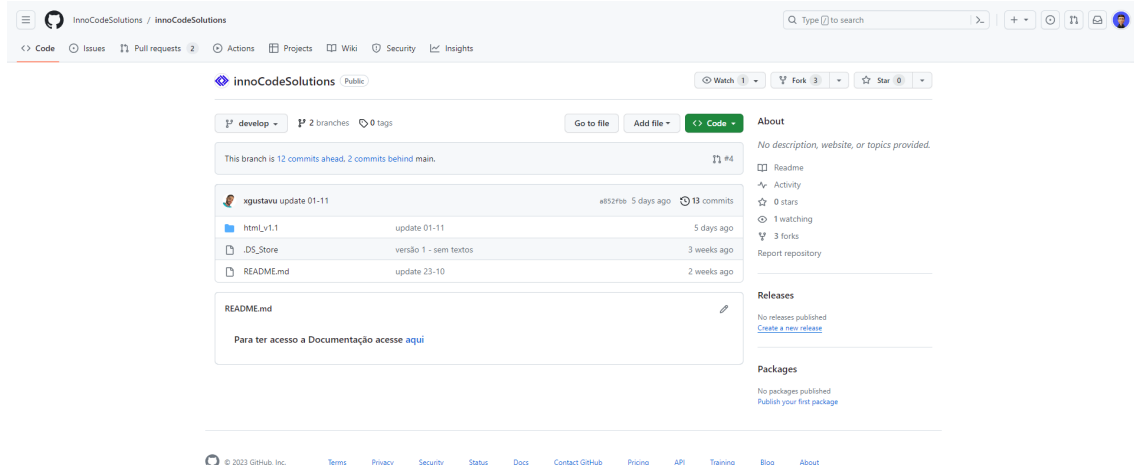 InnoCodeSolutions / innoCodeSolutions
Type / to search
Code Issues Pull requests 2 Actions Projects Wiki Security Insights
innoCodeSolutions Public
Watch 1 Fork 3 Star 0
develop 2 branches 0 tags Go to file Add file Code
This branch is 12 commits ahead, 2 commits behind main. #4
xgustavu update 01-11 a852fbb 5 days ago 13 commits
html_v1.1 update 01-11 5 days ago
.DS_Store versão 1 - sem textos 3 weeks ago
README.md update 23-10 2 weeks ago
README.md
Para ter acesso a Documentação acesse aqui
About
No description, website, or topics provided.
Readme
Activity
0 stars
1 watching
3 forks
Report repository
Releases
No releases published
Create a new release
Packages
No packages published
Publish your first package
© 2023 GitHub, Inc. Terms Privacy Security Status Docs Contact GitHub Pricing API Training Blog About